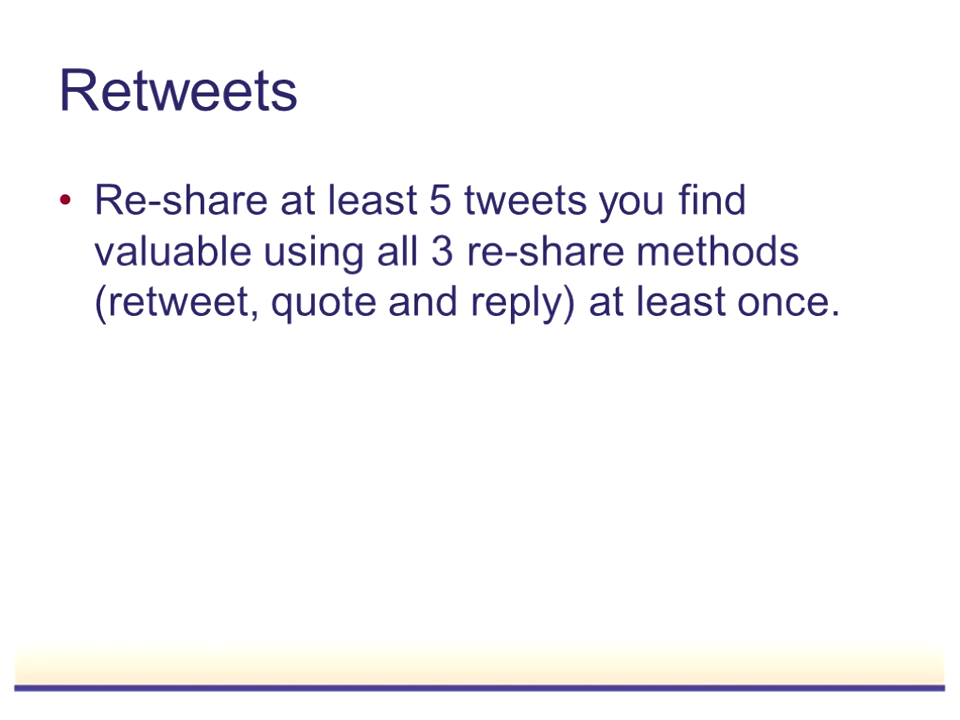 Retweets
• Re-share at least 5 tweets you find
valuable using all 3 re-share methods
(retweet, quote and reply) at least once.